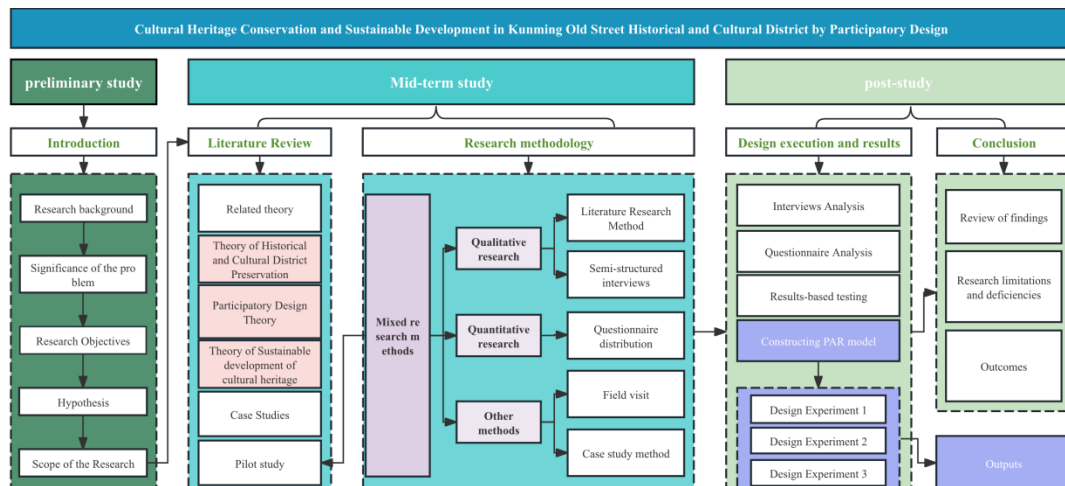 Cultural Heritage Conservation and Sustainable Development in Kunming Old Street Historical and Cultural District by Participatory Design
preliminary study
Mid-term study
post-study
Introduction
Literature Review
Research methodology
Design execution and results
Conclusion
Research background
Significance of the pro
blem
Research Objectives
Hypothesis
Scope of the Research
Related theory
Theory of Historical
and Cultural District
Preservation
Participatory Design
Theory
Theory of Sustainable
development of
cultural heritage
Case Studies
Pilot study
Mixed re
search m
ethods
Qualitative
research
Quantitative
research
Other
methods
Literature Research
Method
Semi-structured
interviews
Questionnaire
distribution
Field visit
Case study method
Interviews Analysis
Questionnaire Analysis
Results-based testing
Constructing PAR model
Design Experiment 1
Design Experiment 2
Design Experiment 3
Review of findings
Research limitations
and deficiencies
Outcomes
Outputs